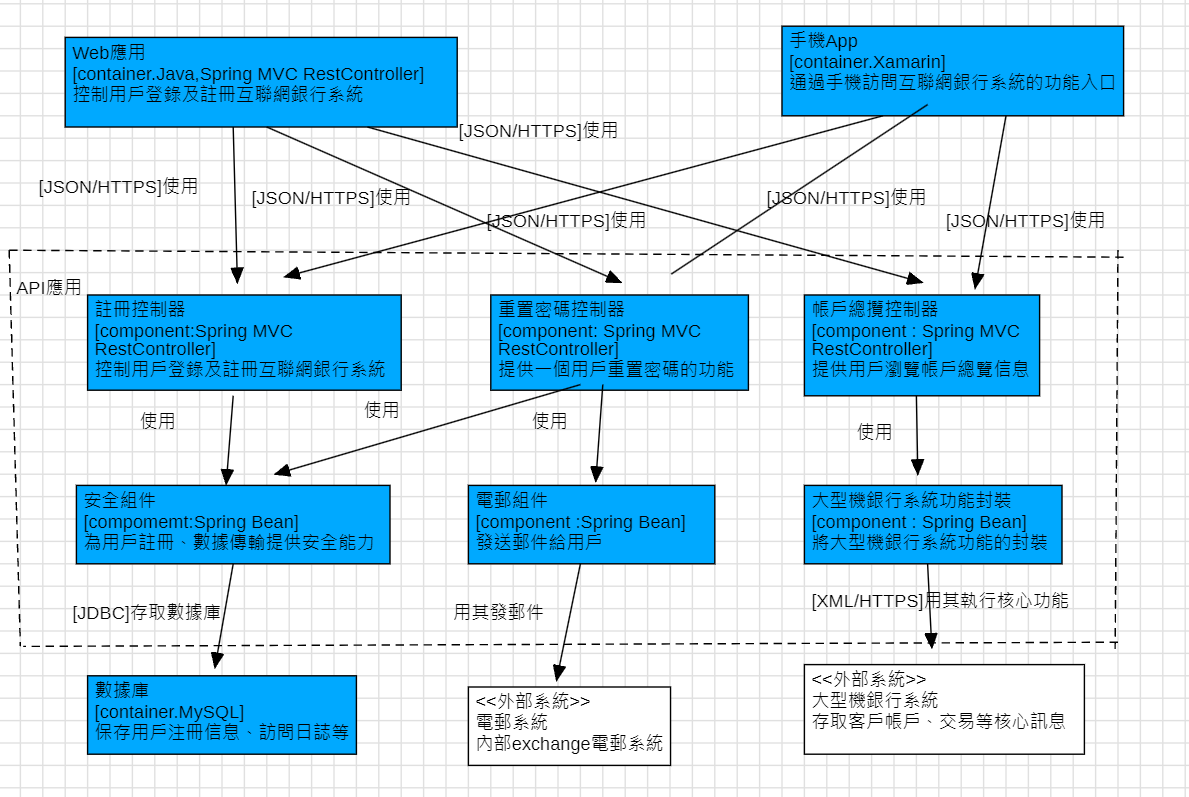 Web應用
[container.Java,Spring MVC RestController]
控制用戶登錄及註冊互聯網銀行系統
手機App
[container.Xamarin]
通過手機訪問互聯網銀行系統的功能入口
[JSON/HTTPS]使用
[JSON/HTTPS]使用
[JSON/HTTPS]使用
[JSON/HTTPS]使用
[JSON/HTTPS]使用
[JSON/HTTPS]使用
API應用
註冊控制器
[component:Spring MVC
RestController]
控制用戶登錄及註冊互聯網銀行系統
重置密碼控制器
[component: Spring MVC
RestController]
提供一個用戶重置密碼的功能
帳戶總攬控制器
[component : Spring MVC
RestController]
提供用戶瀏覽帳戶總覽信息
使用
使用
使用
使用
安全組件
[compomemt:Spring Bean]
為用戶註冊、數據傳輸提供安全能力
電郵組件
[component :Spring Bean]
發送郵件給用戶
大型機銀行系統功能封裝
[component : Spring Bean]
將大型機銀行系統功能的封裝
[JDBC]存取數據庫
用其發郵件
[XML/HTTPS]用其執行核心功能
數據庫
[container.MySQL]
保存用戶注冊信息、訪問日誌等
<<外部系統>>
電郵系統
內部exchange電郵系統
<<外部系統>>
大型機銀行系統
存取客戶帳戶、交易等核心訊息